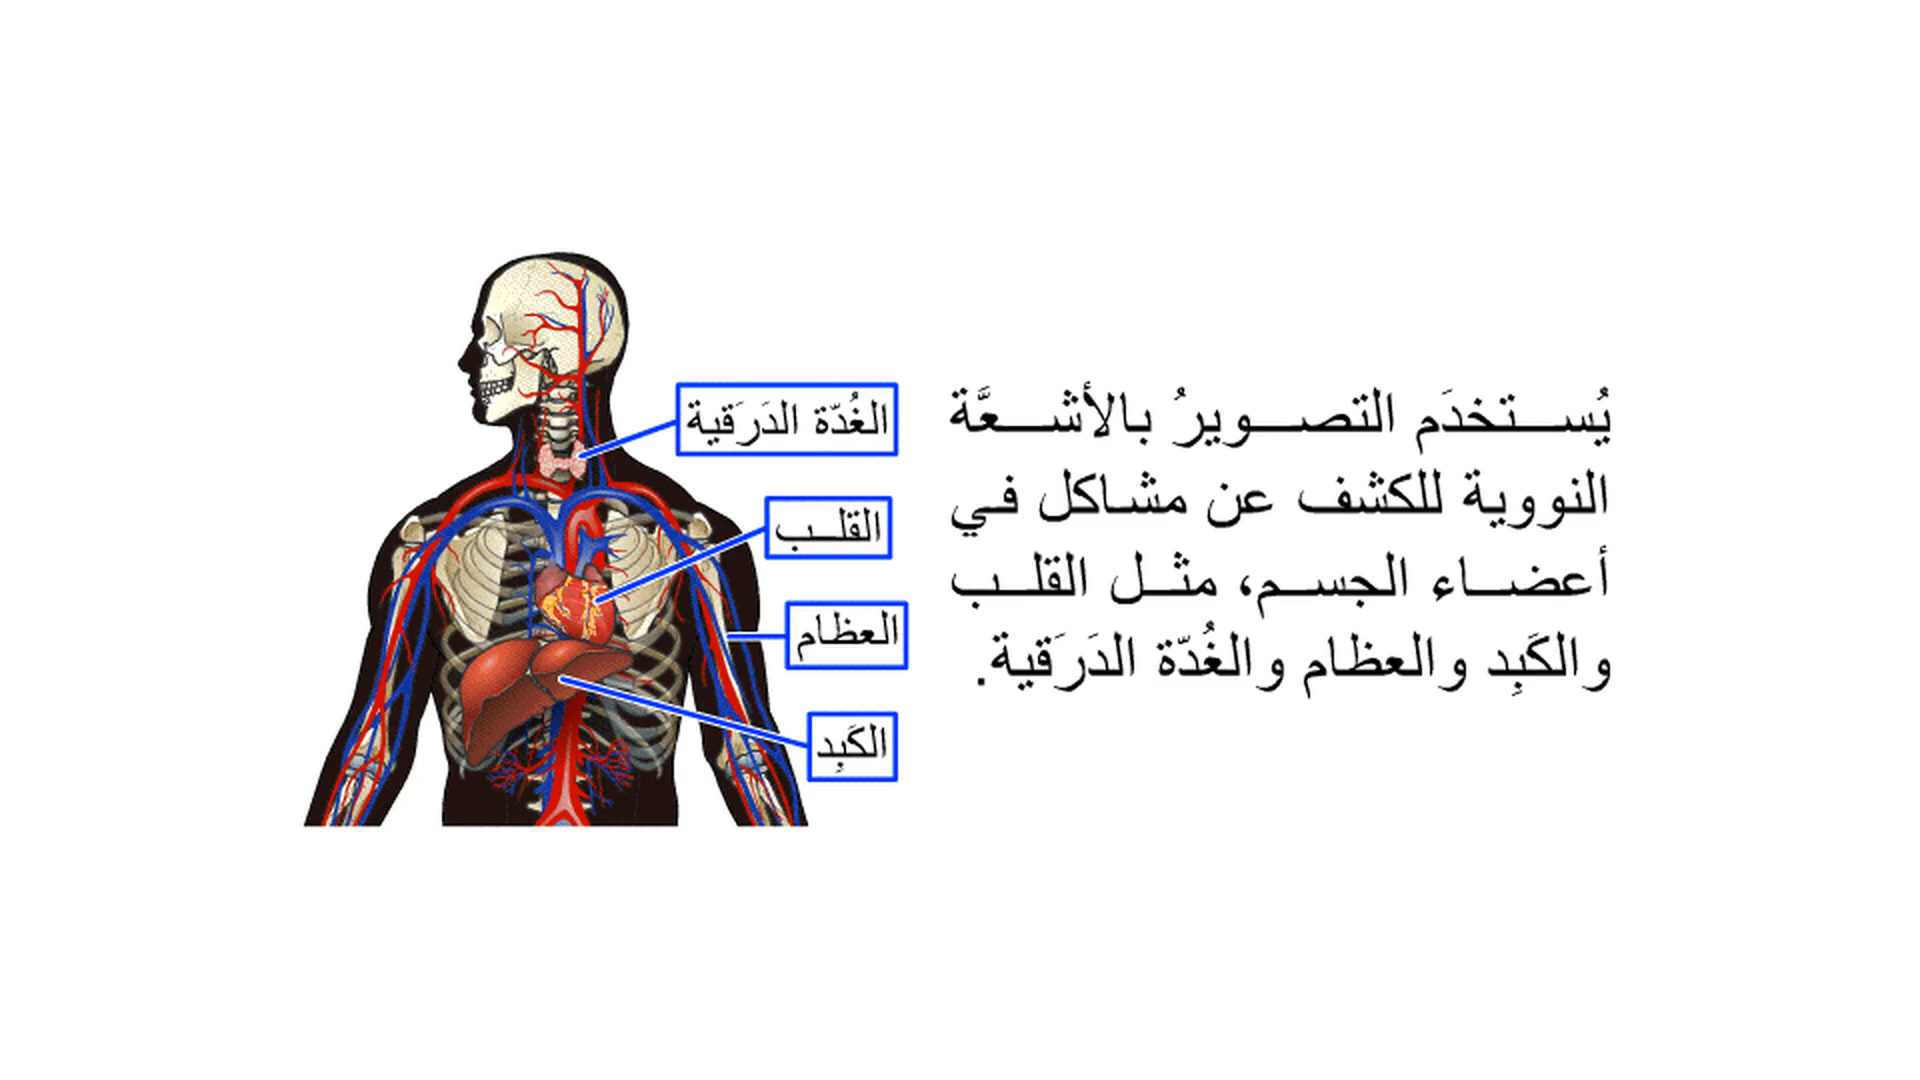 الغُدّة الدَرَقية
القلب
العظام
الكَبِد
يُستخدَم التصويرُ بالأشعَّة
النووية للكشف عن مشاكل في
أعضاء الجسم، مثل القلب
والكَبِد والعظام والغُدّة الدَرَقية.